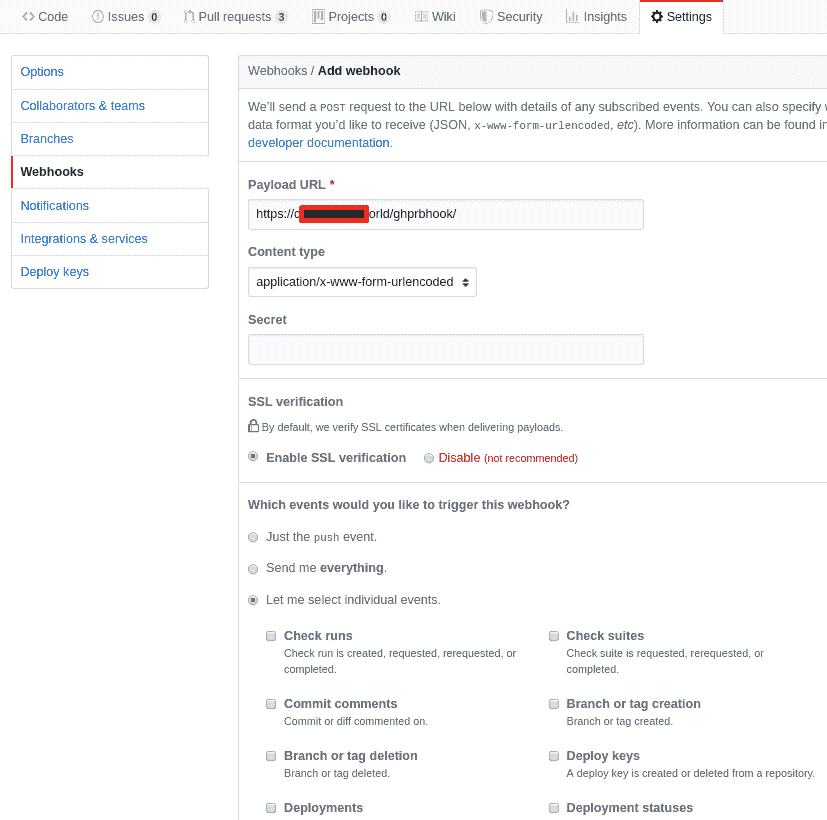 Code Issues 0 Pull requests 3 Projects 0 Wiki Security Insights Settings
Options
Collaborators & teams
Branches
Webhooks
Notifications
Integrations & services
Deploy keys
Webhooks / Add webhook
We'll send a POST request to the URL below with details of any subscribed events. You can also specify
data format you'd like to receive (JSON, x-www-form-urlencoded, etc). More information can be found in
developer documentation.
Payload URL *
https://c orld/ghprbhook/
Content type
application/x-www-form-urlencoded
Secret
SSL verification
By default, we verify SSL certificates when delivering payloads.
Enable SSL verification Disable (not recommended)
Which events would you like to trigger this webhook?
Just the push event.
Send me everything.
Let me select individual events.
Check runs
Check run is created, requested, rerequested, or
completed.
Check suites
Check suite is requested, rerequested, or
completed.
Commit comments
Commit or diff commented on.
Branch or tag creation
Branch or tag created.
Branch or tag deletion
Branch or tag deleted.
Deploy keys
A deploy key is created or deleted from a repository.
Deployments
Deployment statuses